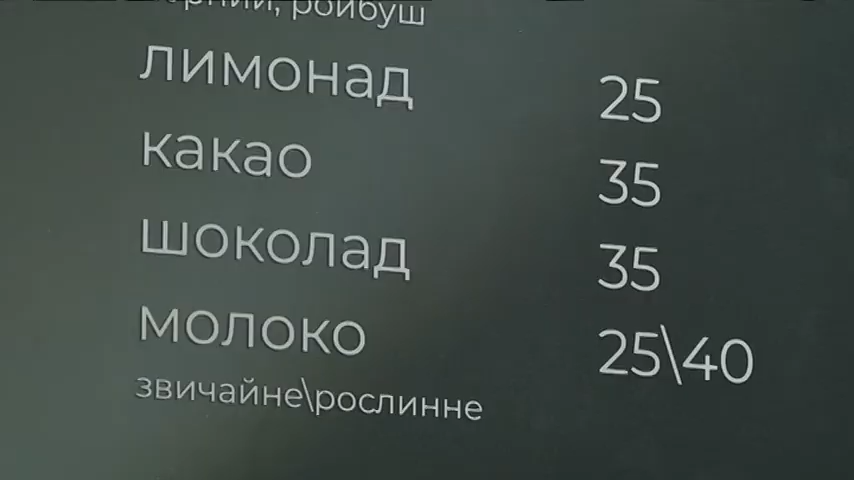 ройбуш
лимонад 25
какао 35
шоколад 35
молоко 25\40
звичайне\рослинне